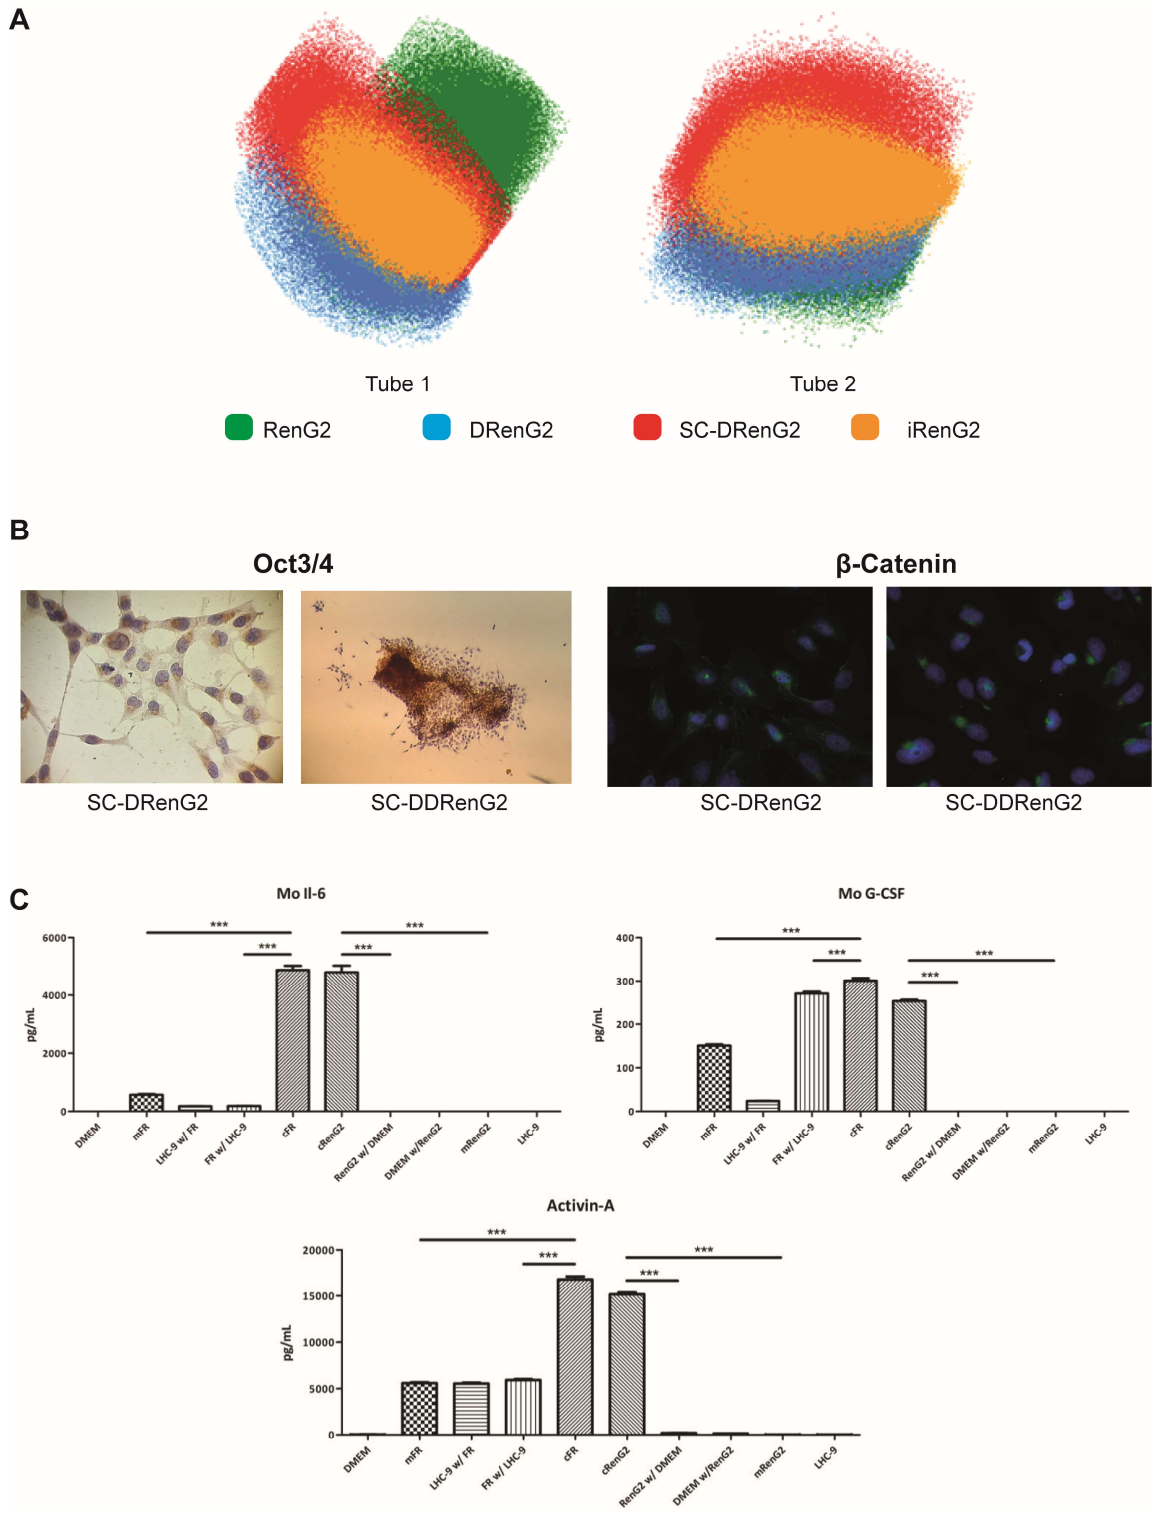 A
Tube 1
Tube 2
RenG2
DRenG2
SC-DRenG2
iRenG2
B
Oct3/4
β-Catenin
SC-DRenG2
SC-DDRenG2
SC-DRenG2
SC-DDRenG2
C
Mo Il-6
***
***
***
***
6000
4000
2000
0
pg/mL
DMEM
mFR
LHC-9 w/ FR
FR w/ LHC-9
cFR
cRenG2
RenG2 w/ DMEM
DMEM w/RenG2
mRenG2
LHC-9
Mo G-CSF
***
***
***
***
400
300
200
100
0
pg/mL
DMEM
mFR
LHC-9 w/ FR
FR w/ LHC-9
cFR
cRenG2
RenG2 w/ DMEM
DMEM w/RenG2
mRenG2
LHC-9
Activin-A
***
***
***
***
20000
15000
10000
5000
0
pg/mL
DMEM
mFR
LHC-9 w/ FR
FR w/ LHC-9
cFR
cRenG2
RenG2 w/ DMEM
DMEM w/RenG2
mRenG2
LHC-9